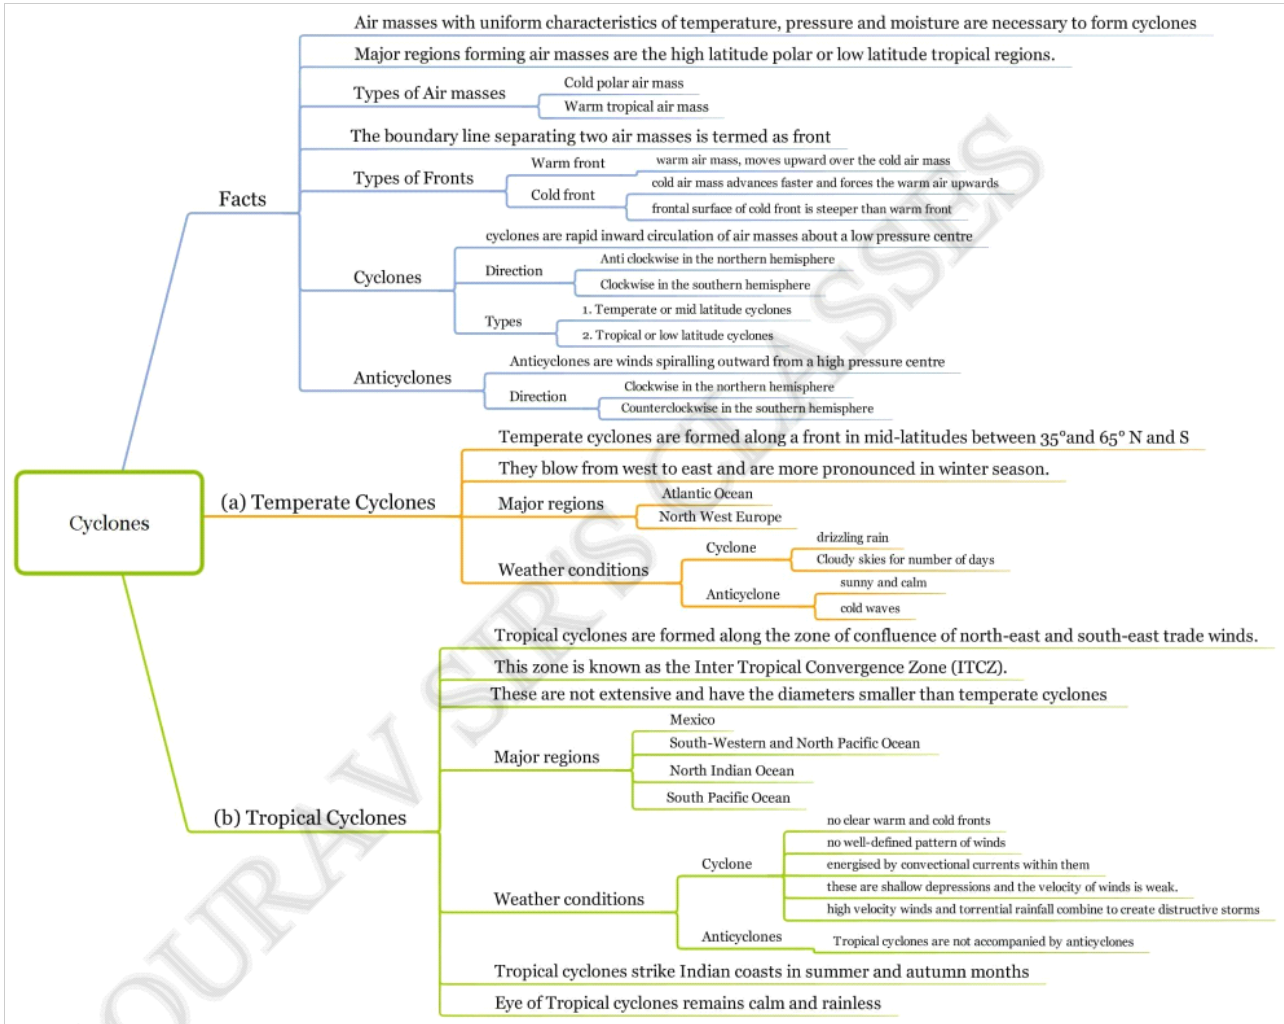 Air masses with uniform characteristics of temperature, pressure and moisture are necessary to form cyclones
Major regions forming air masses are the high latitude polar or low latitude tropical regions.
Types of Air masses
Cold polar air mass
Warm tropical air mass
The boundary line separating two air masses is termed as front
Types of Fronts
Warm front
warm air mass, moves upward over the cold air mass
Cold front
cold air mass advances faster and forces the warm air upwards
frontal surface of cold front is steeper than warm front
Facts
Cyclones
cyclones are rapid inward circulation of air masses about a low pressure centre
Direction
Anti clockwise in the northern hemisphere
Clockwise in the southern hemisphere
Types
1. Temperate or mid latitude cyclones
2. Tropical or low latitude cyclones
Anticyclones
Anticyclones are winds spiralling outward from a high pressure centre
Direction
Clockwise in the northern hemisphere
Counterclockwise in the southern hemisphere
Cyclones
(a) Temperate Cyclones
Temperate cyclones are formed along a front in mid-latitudes between 35°and 65° N and S
They blow from west to east and are more pronounced in winter season.
Major regions
Atlantic Ocean
North West Europe
Weather conditions
Cyclone
drizzling rain
Cloudy skies for number of days
Anticyclone
sunny and calm
cold waves
(b) Tropical Cyclones
Tropical cyclones are formed along the zone of confluence of north-east and south-east trade winds.
This zone is known as the Inter Tropical Convergence Zone (ITCZ).
These are not extensive and have the diameters smaller than temperate cyclones
Major regions
Mexico
South-Western and North Pacific Ocean
North Indian Ocean
South Pacific Ocean
Weather conditions
Cyclone
no clear warm and cold fronts
no well-defined pattern of winds
energised by convectional currents within them
these are shallow depressions and the velocity of winds is weak.
high velocity winds and torrential rainfall combine to create distructive storms
Anticyclones
Tropical cyclones are not accompanied by anticyclones
Tropical cyclones strike Indian coasts in summer and autumn months
Eye of Tropical cyclones remains calm and rainless
OURAV SIR'S CLASSES